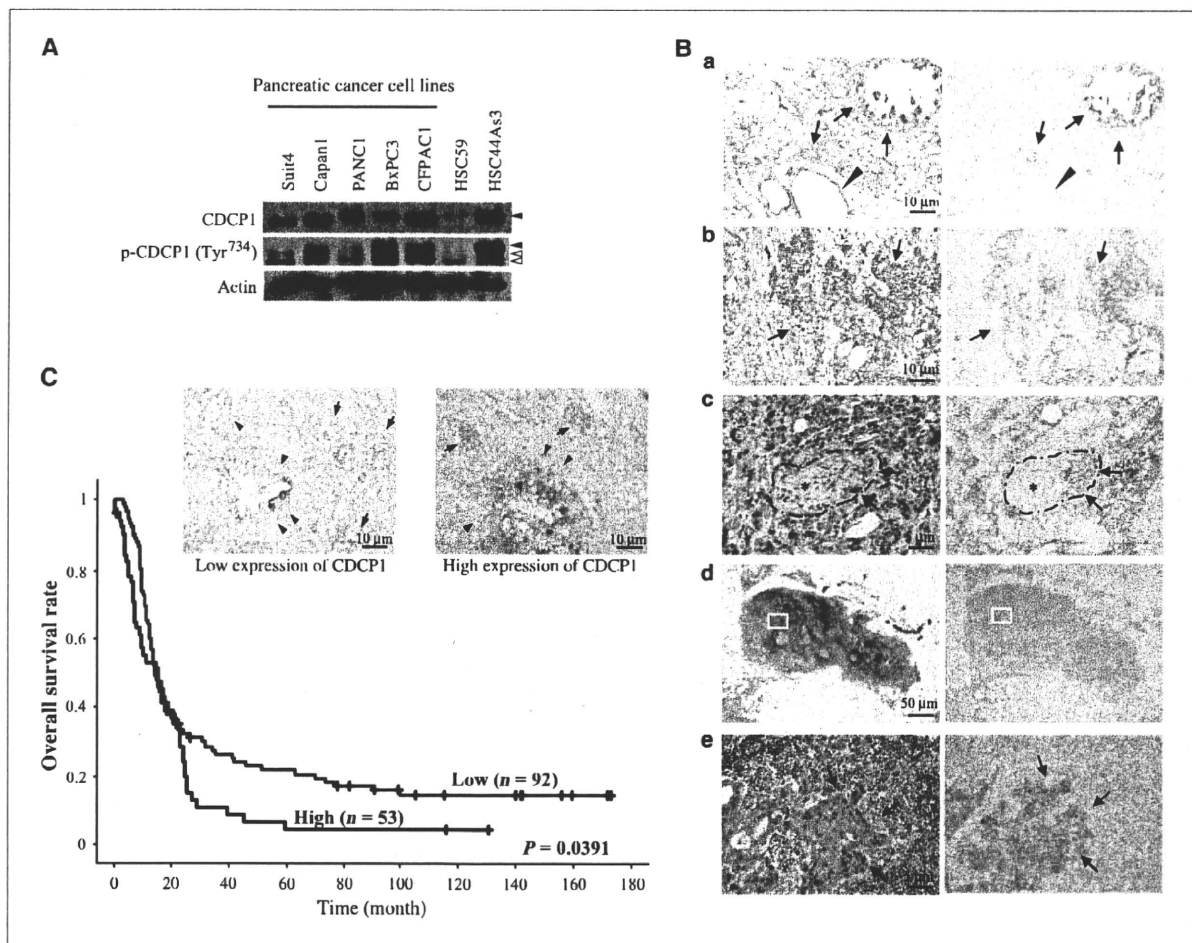 A
Pancreatic cancer cell lines
Suit4
Capan1
PANC1
BxPC3
CFPAC1
HSC59
HSC44As3
CDCP1
p-CDCP1 (Tyr734)
Actin
B
a
10 µm
10 µm
b
10 µm
c
d
50 µm
e
C
10 µm
Low expression of CDCP1
10 µm
High expression of CDCP1
Overall survival rate
1
0.8
0.6
0.4
0.2
0
Low (n = 92)
High (n = 53)
P = 0.0391
0 20 40 60 80 100 120 140 160 180
Time (month)